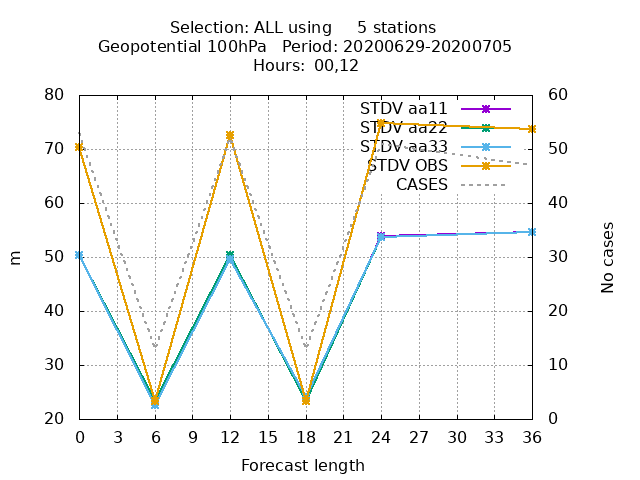 Selection: ALL using     5 stations
Geopotential 100hPa   Period: 20200629-20200705
Hours:  00,12
80 60
STDV aa11
STDV aa22
70 50
STDV aa33
STDV OBS
CASES
60 40
50 30
m
No cases
40 20
30 10
20 0
0 3 6 9 12 15 18 21 24 27 30 33 36
Forecast length